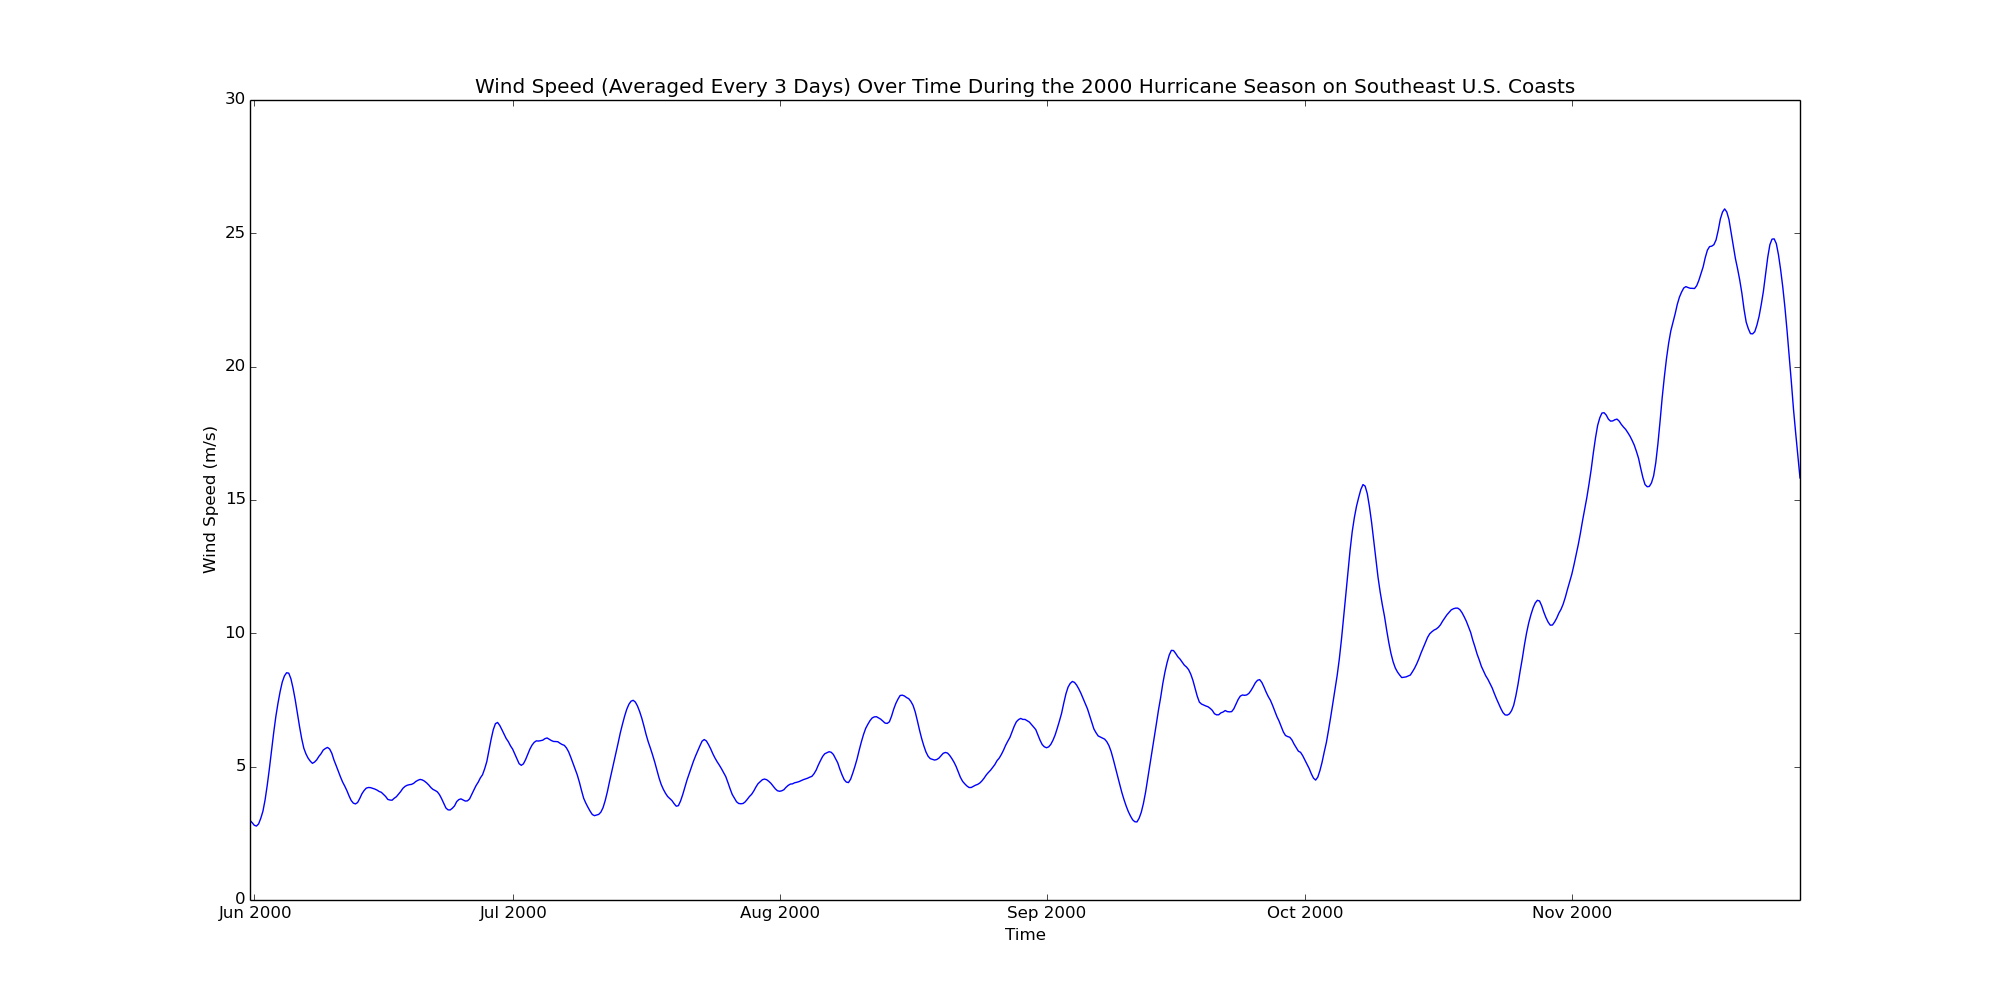 Wind Speed (Averaged Every 3 Days) Over Time During the 2000 Hurricane Season on Southeast U.S. Coasts
30
25
20
15
10
5
0
Wind Speed (m/s)
Jun 2000 Jul 2000 Aug 2000 Sep 2000 Oct 2000 Nov 2000
Time